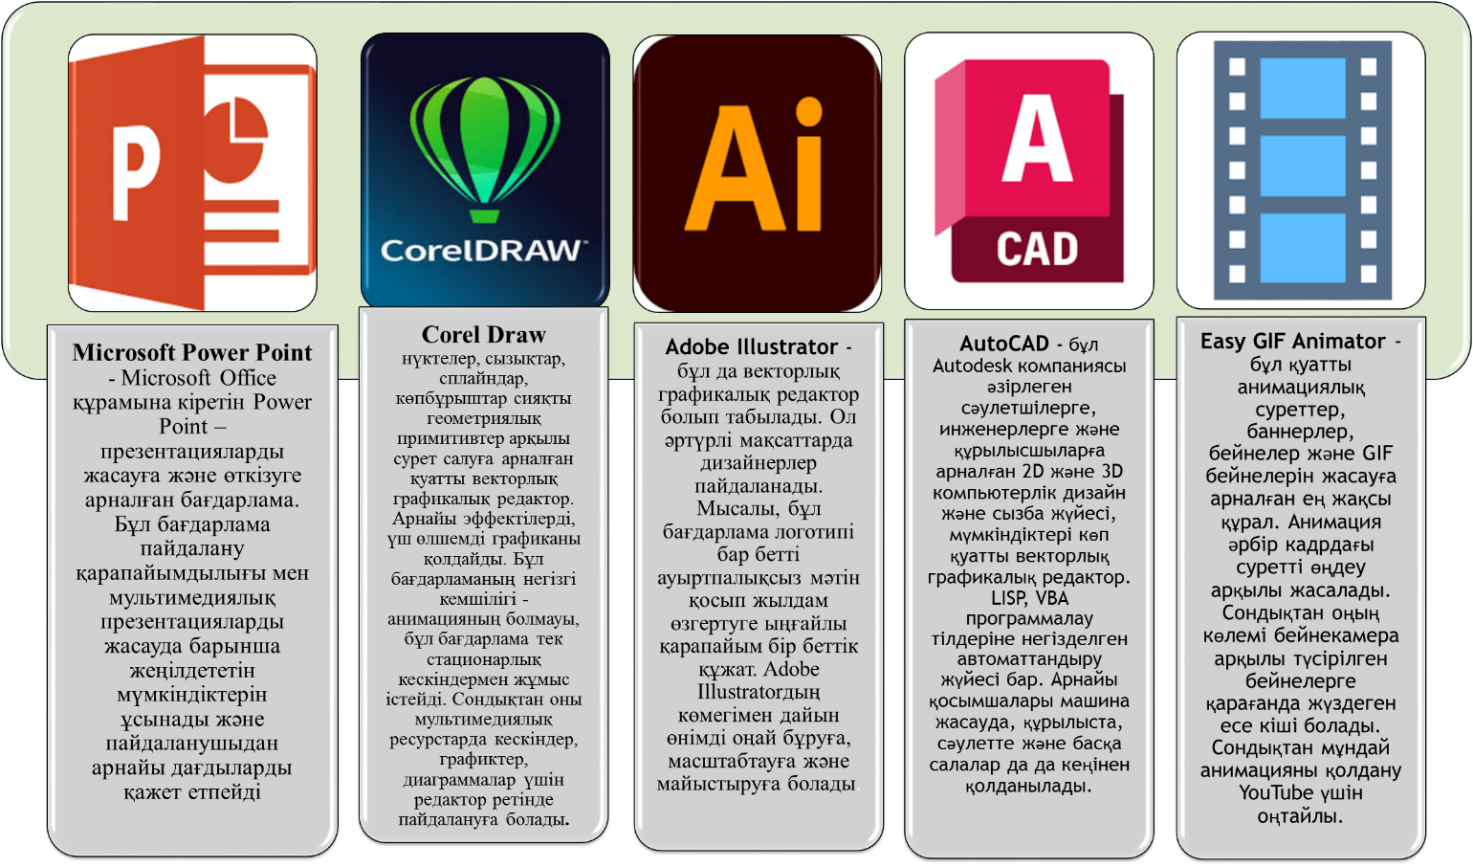 P
CorelDRAW
Ai
A
CAD
Microsoft Power Point
- Microsoft Office
құрамына кіретін Power
Point –
презентацияларды
жасауға және өткізуге
арналған бағдарлама.
Бұл бағдарлама
пайдалану
қарапайымдылығы мен
мультимедиялық
презентацияларды
жасауда барынша
жеңілдететін
мүмкіндіктерін
ұсынады және
пайдаланушыдан
арнайы дағдыларды
қажет етпейді
Corel Draw
нүктелер, сызықтар,
сплайндар,
көпбұрыштар сияқты
геометриялық
примитивтер арқылы
сурет салуға арналған
қуатты векторлық
графикалық редактор.
Арнайы эффектілерді,
үш өлшемді графиканы
қолдайды. Бұл
бағдарламаның негізгі
кемшілігі -
анимацияның болмауы,
бұл бағдарлама тек
стационарлық
кескіндермен жұмыс
істейді. Сондықтан оны
мультимедиялық
ресурстарда кескіндер,
графиктер,
диаграммалар үшін
редактор ретінде
пайдалануға болады.
Adobe Illustrator -
бұл да векторлық
графикалық редактор
болып табылады. Ол
әртүрлі мақсаттарда
дизайнерлер
пайдаланады.
Мысалы, бұл
бағдарлама логотипі
бар бетті
ауыртпалықсыз мәтін
қосып жылдам
өзгертуге ыңғайлы
қарапайым бір беттік
құжат. Adobe
Illustratorдың
көмегімен дайын
өнімді оңай бұруға,
масштабтауға және
майыстыруға болады.
AutoCAD - бұл
Autodesk компаниясы
әзірлеген
сәулетшілерге,
инженерлерге және
құрылысшыларға
арналған 2D және 3D
компьютерлік дизайн
және сызба жүйесі,
мүмкіндіктері көп
қуатты векторлық
графикалық редактор.
LISP, VBA
программалау
тілдеріне негізделген
автоматтандыру
жүйесі бар. Арнайы
қосымшалары машина
жасауда, құрылыста,
сәулетте және басқа
салалар да да кеңінен
қолданылады.
Easy GIF Animator -
бұл қуатты
анимациялық
суреттер,
баннерлер,
бейнелер және GIF
бейнелерін жасауға
арналған ең жақсы
құрал. Анимация
әрбір кадрдағы
суретті өңдеу
арқылы жасалады.
Сондықтан оның
көлемі бейнекамера
арқылы түсірілген
бейнелерге
қарағанда жүздеген
есе кіші болады.
Сондықтан мұндай
анимацияны қолдану
YouTube үшін
оңтайлы.